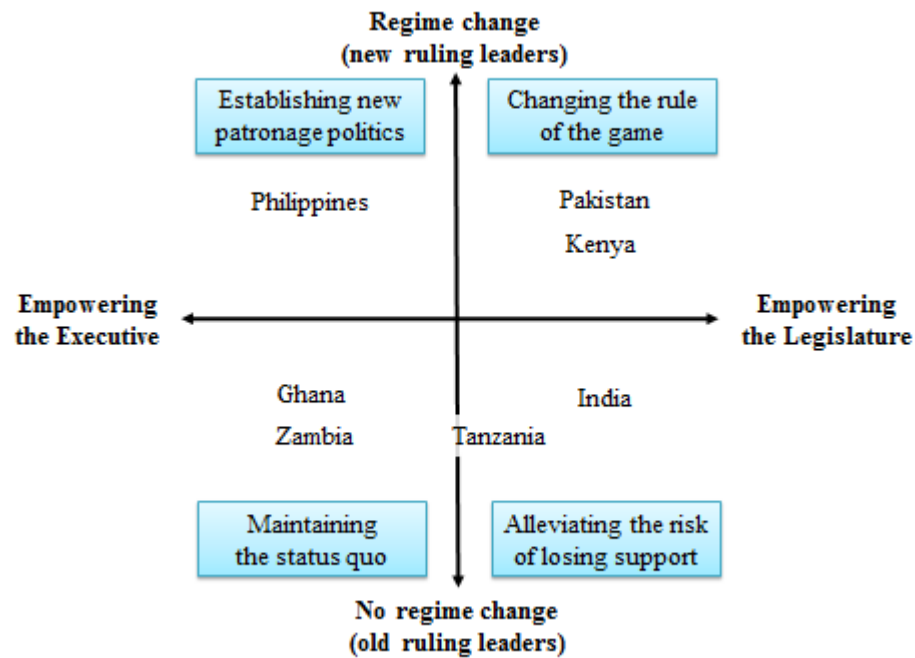 Regime change
(new ruling leaders)
Establishing new
patronage politics
Changing the rule
of the game
Philippines
Pakistan
Kenya
Empowering
the Executive
Empowering
the Legislature
Ghana
Zambia
India
Tanzania
Maintaining
the status quo
Alleviating the risk
of losing support
No regime change
(old ruling leaders)